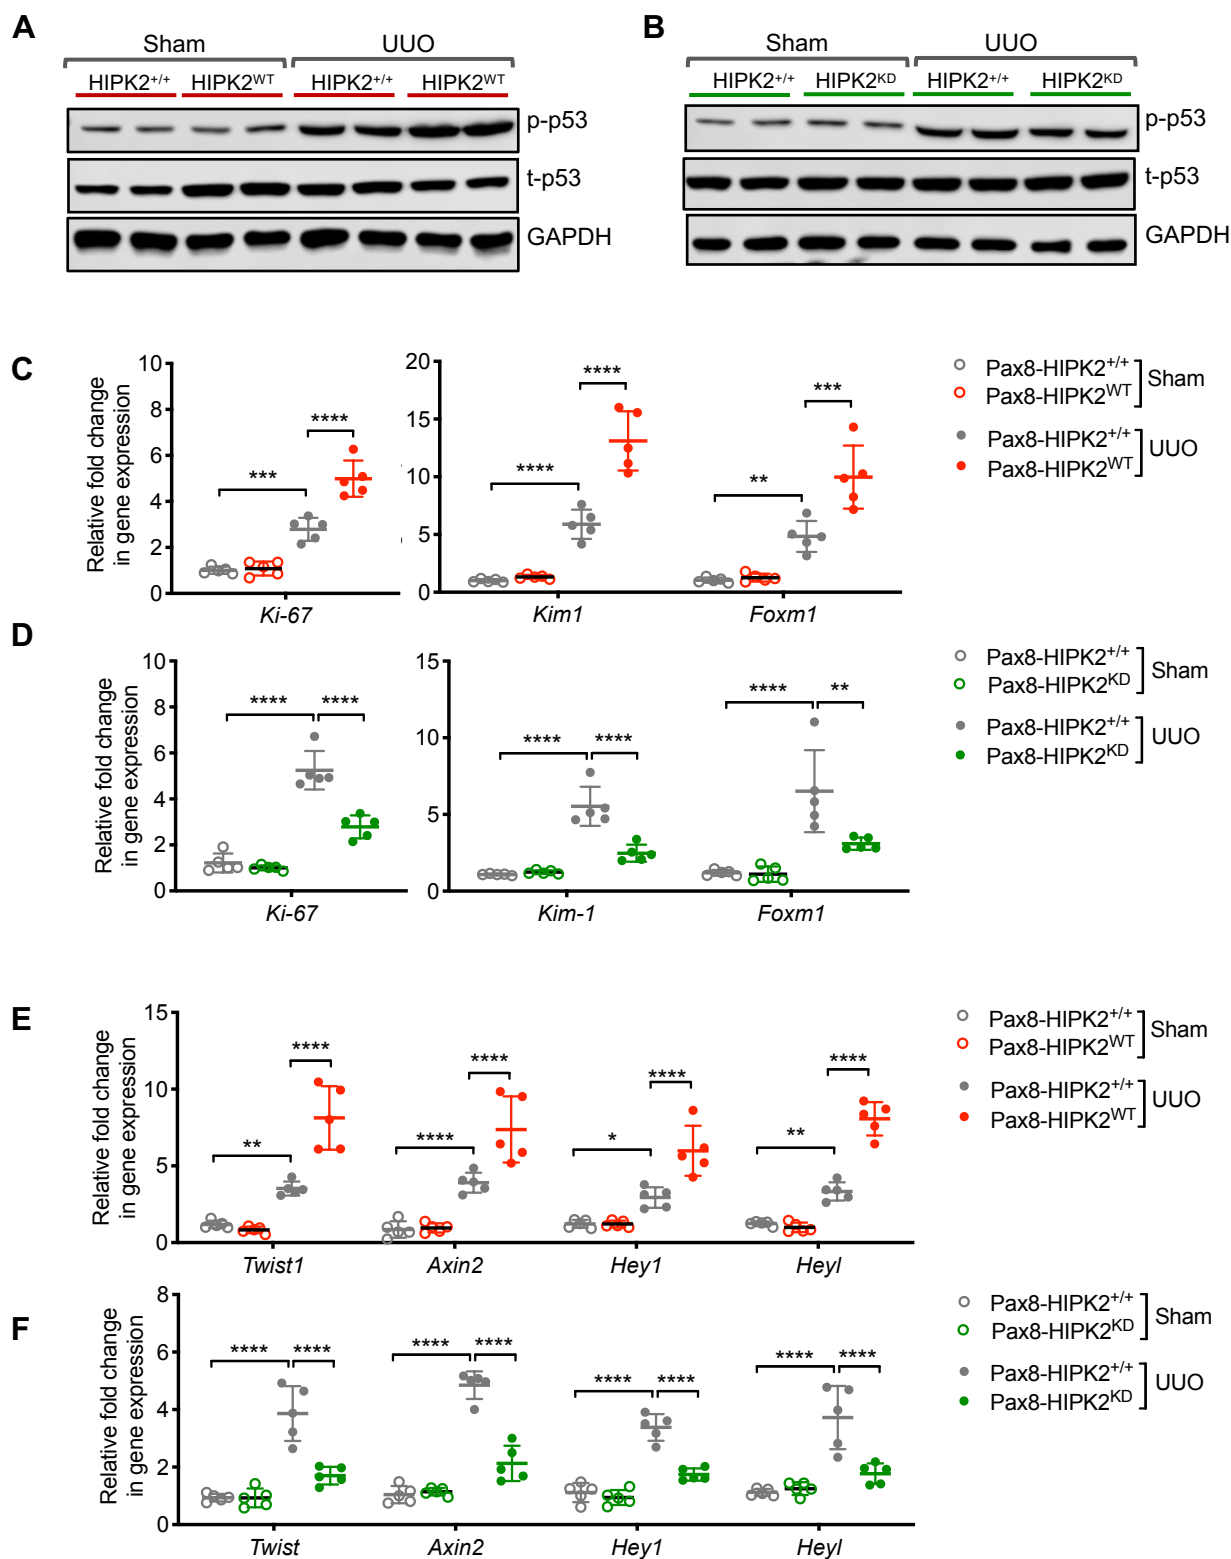 A
Sham UUO
HIPK2+/+ HIPK2WT HIPK2+/+ HIPK2WT
p-p53
t-p53
GAPDH
B
Sham UUO
HIPK2+/+ HIPK2KD HIPK2+/+ HIPK2KD
p-p53
t-p53
GAPDH
C
Relative fold change
in gene expression
10
8
6
4
2
0
*** ****
Ki-67
20
15
10
5
0
**** ****
** ***
Kim1 Foxm1
Pax8-HIPK2+/+
Pax8-HIPK2WT
Sham
Pax8-HIPK2+/+
Pax8-HIPK2WT
UUO
D
Relative fold change
in gene expression
10
8
6
4
2
0
**** ****
Ki-67
15
10
5
0
**** ****
**** **
Kim-1 Foxm1
Pax8-HIPK2+/+
Pax8-HIPK2KD
Sham
Pax8-HIPK2+/+
Pax8-HIPK2KD
UUO
E
Relative fold change
in gene expression
15
10
5
0
** ****
**** ****
* ****
** ****
Twist1 Axin2 Hey1 Heyl
Pax8-HIPK2+/+
Pax8-HIPK2WT
Sham
Pax8-HIPK2+/+
Pax8-HIPK2WT
UUO
F
Relative fold change
in gene expression
8
6
4
2
0
**** ****
**** ****
**** ****
**** ****
Twist Axin2 Hey1 Heyl
Pax8-HIPK2+/+
Pax8-HIPK2KD
Sham
Pax8-HIPK2+/+
Pax8-HIPK2KD
UUO